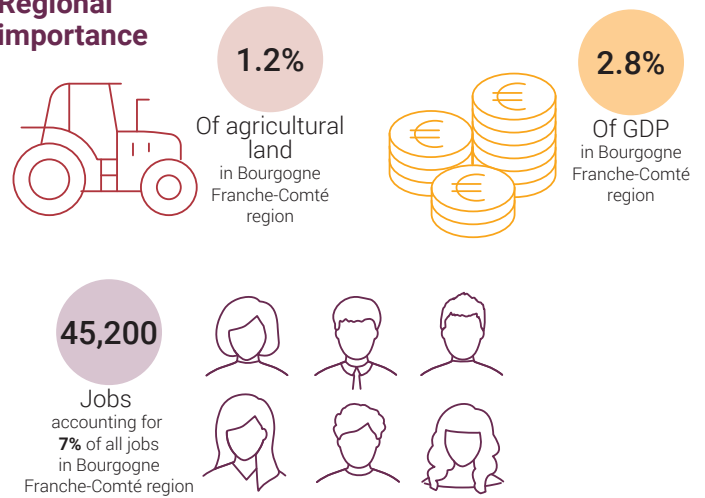 Regional
importance
1.2%
Of agricultural
land
in Bourgogne
Franche-Comté
region
2.8%
Of GDP
in Bourgogne
Franche-Comté
region
45,200
Jobs
accounting for
7% of all jobs
in Bourgogne
Franche-Comté region